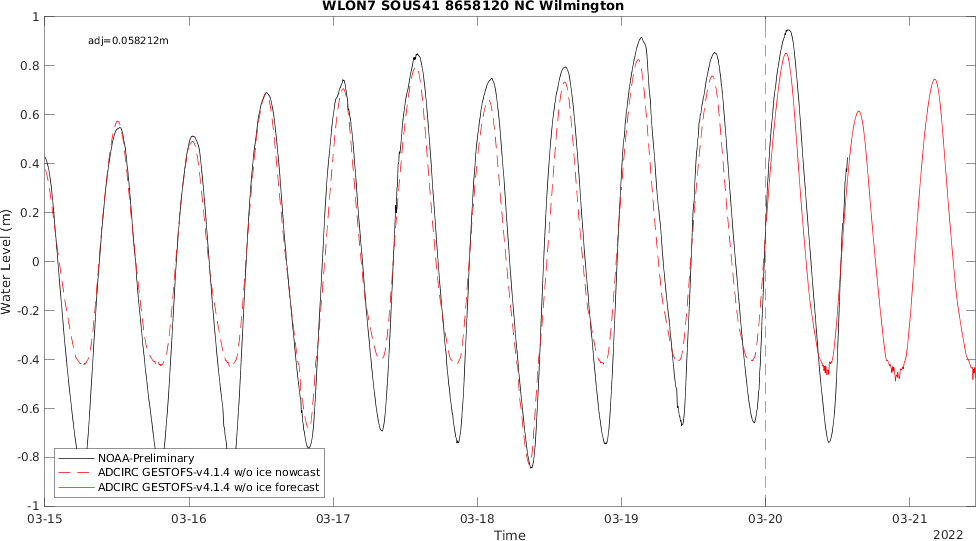 WLON7 SOUS41 8658120 NC Wilmington
adj=0.058212m
1
0.8
0.6
0.4
0.2
0
-0.2
-0.4
-0.6
-0.8
-1
Water Level (m)
NOAA-Preliminary
ADCIRC GESTOFS-v4.1.4 w/o ice nowcast
ADCIRC GESTOFS-v4.1.4 w/o ice forecast
03-15 03-16 03-17 03-18 03-19 03-20 03-21
Time
2022